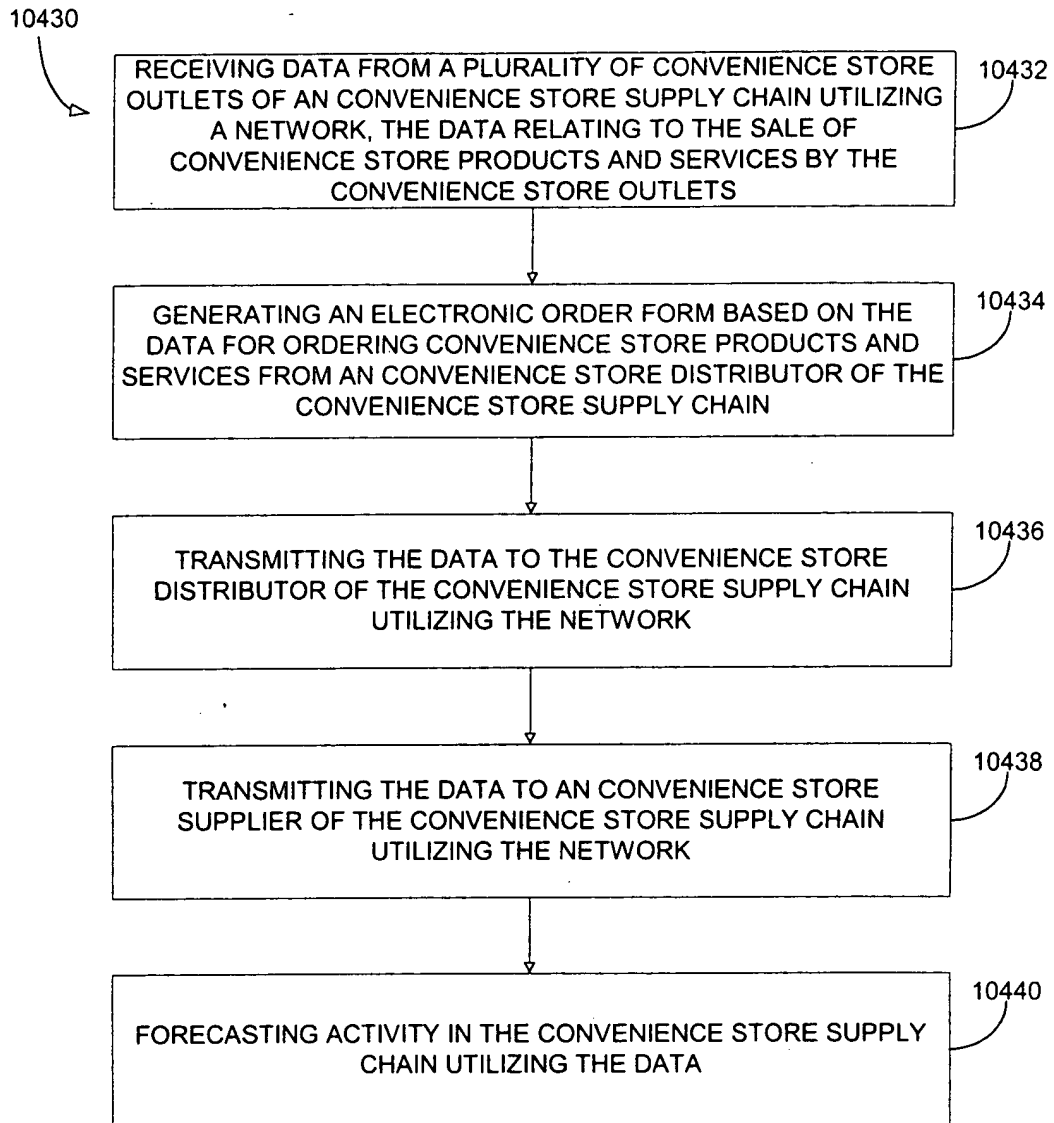 10430
RECEIVING DATA FROM A PLURALITY OF CONVENIENCE STORE
OUTLETS OF AN CONVENIENCE STORE SUPPLY CHAIN UTILIZING
A NETWORK, THE DATA RELATING TO THE SALE OF
CONVENIENCE STORE PRODUCTS AND SERVICES BY THE
CONVENIENCE STORE OUTLETS
10432
GENERATING AN ELECTRONIC ORDER FORM BASED ON THE
DATA FOR ORDERING CONVENIENCE STORE PRODUCTS AND
SERVICES FROM AN CONVENIENCE STORE DISTRIBUTOR OF THE
CONVENIENCE STORE SUPPLY CHAIN
10434
TRANSMITTING THE DATA TO THE CONVENIENCE STORE
DISTRIBUTOR OF THE CONVENIENCE STORE SUPPLY CHAIN
UTILIZING THE NETWORK
10436
TRANSMITTING THE DATA TO AN CONVENIENCE STORE
SUPPLIER OF THE CONVENIENCE STORE SUPPLY CHAIN
UTILIZING THE NETWORK
10438
FORECASTING ACTIVITY IN THE CONVENIENCE STORE SUPPLY
CHAIN UTILIZING THE DATA
10440